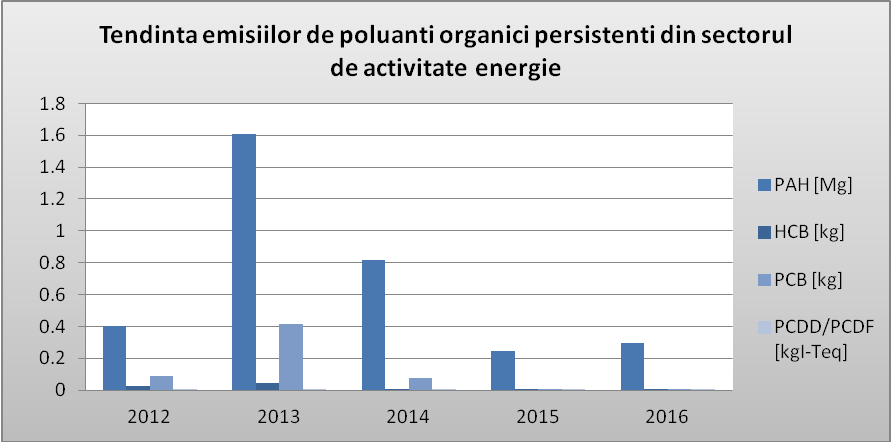 Tendinta emisiilor de poluanti organici persistenti din sectorul
de activitate energie
1.8
1.6
1.4
1.2
1
0.8
0.6
0.4
0.2
0
2012
2013
2014
2015
2016
PAH [Mg]
HCB [kg]
PCB [kg]
PCDD/PCDF
[kgI-Teq]